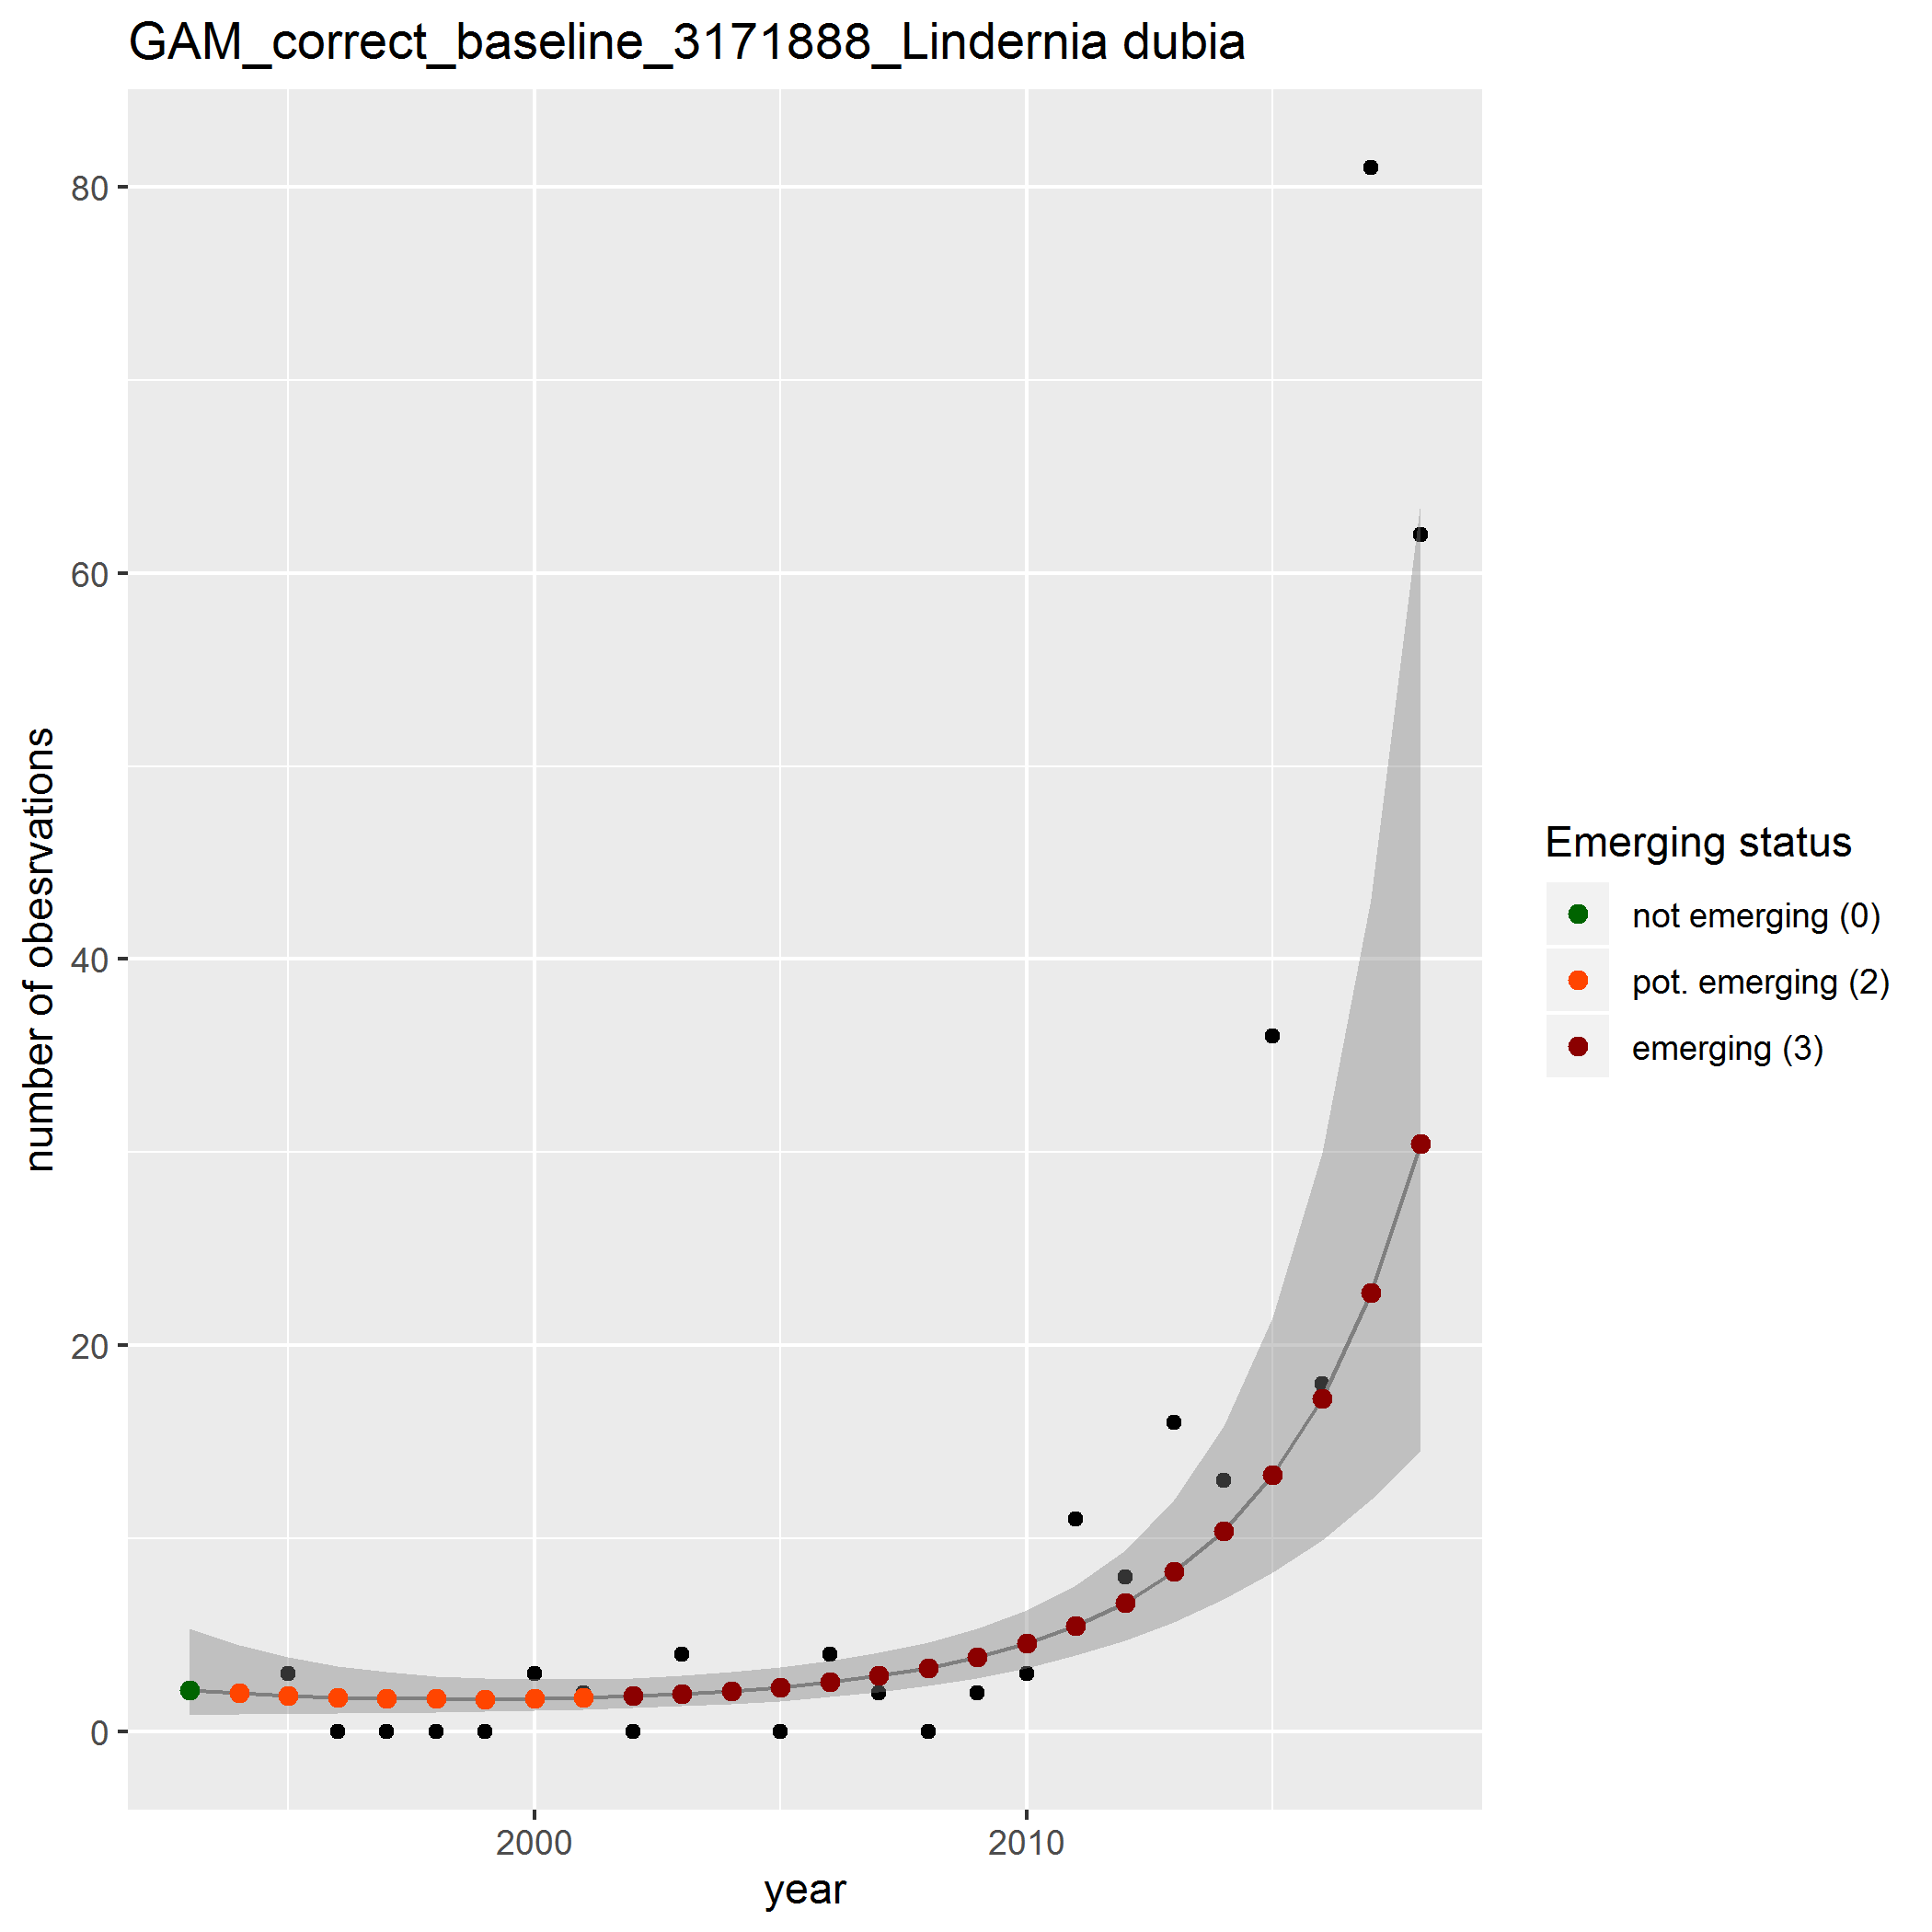 GAM_correct_baseline_3171888_Lindernia dubia
number of obesrvations
80
60
40
20
0
2000
2010
year
Emerging status
not emerging (0)
pot. emerging (2)
emerging (3)